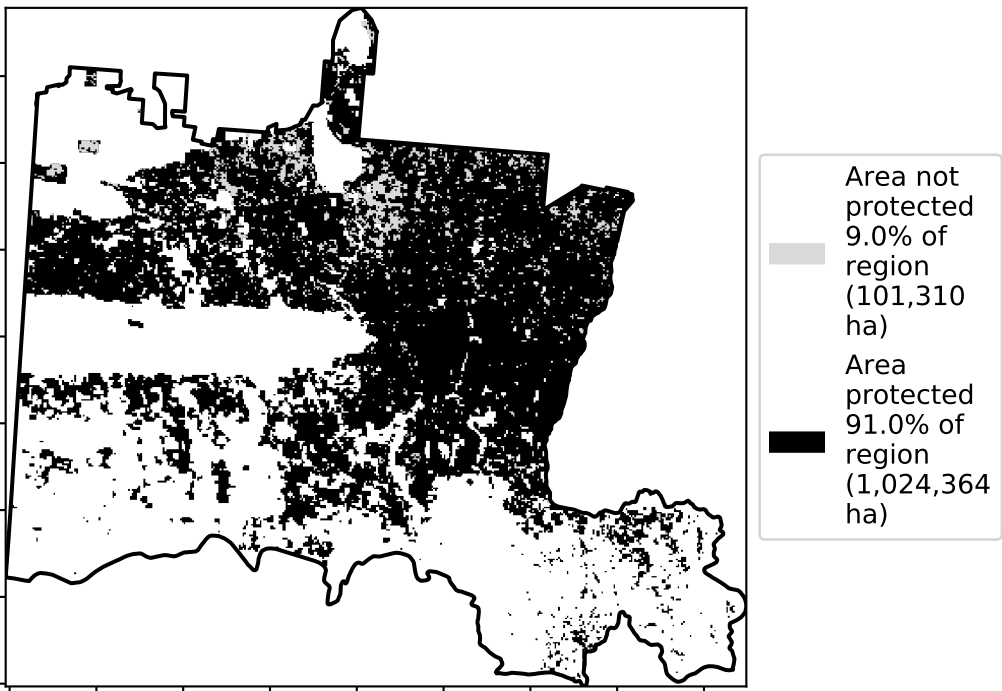 Area not
protected
9.0% of
region
(101,310
ha)
Area
protected
91.0% of
region
(1,024,364
ha)